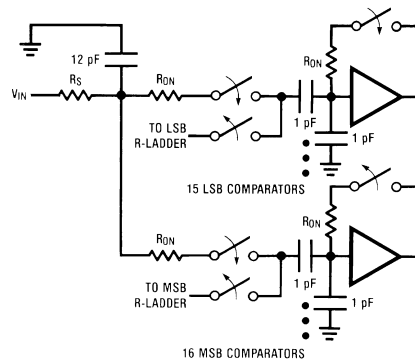 12 pF
RS
RON
VIN
RON
TO LSB
R-LADDER
1 pF
1 pF
15 LSB COMPARATORS
RON
RON
TO MSB
R-LADDER
1 pF
1 pF
16 MSB COMPARATORS